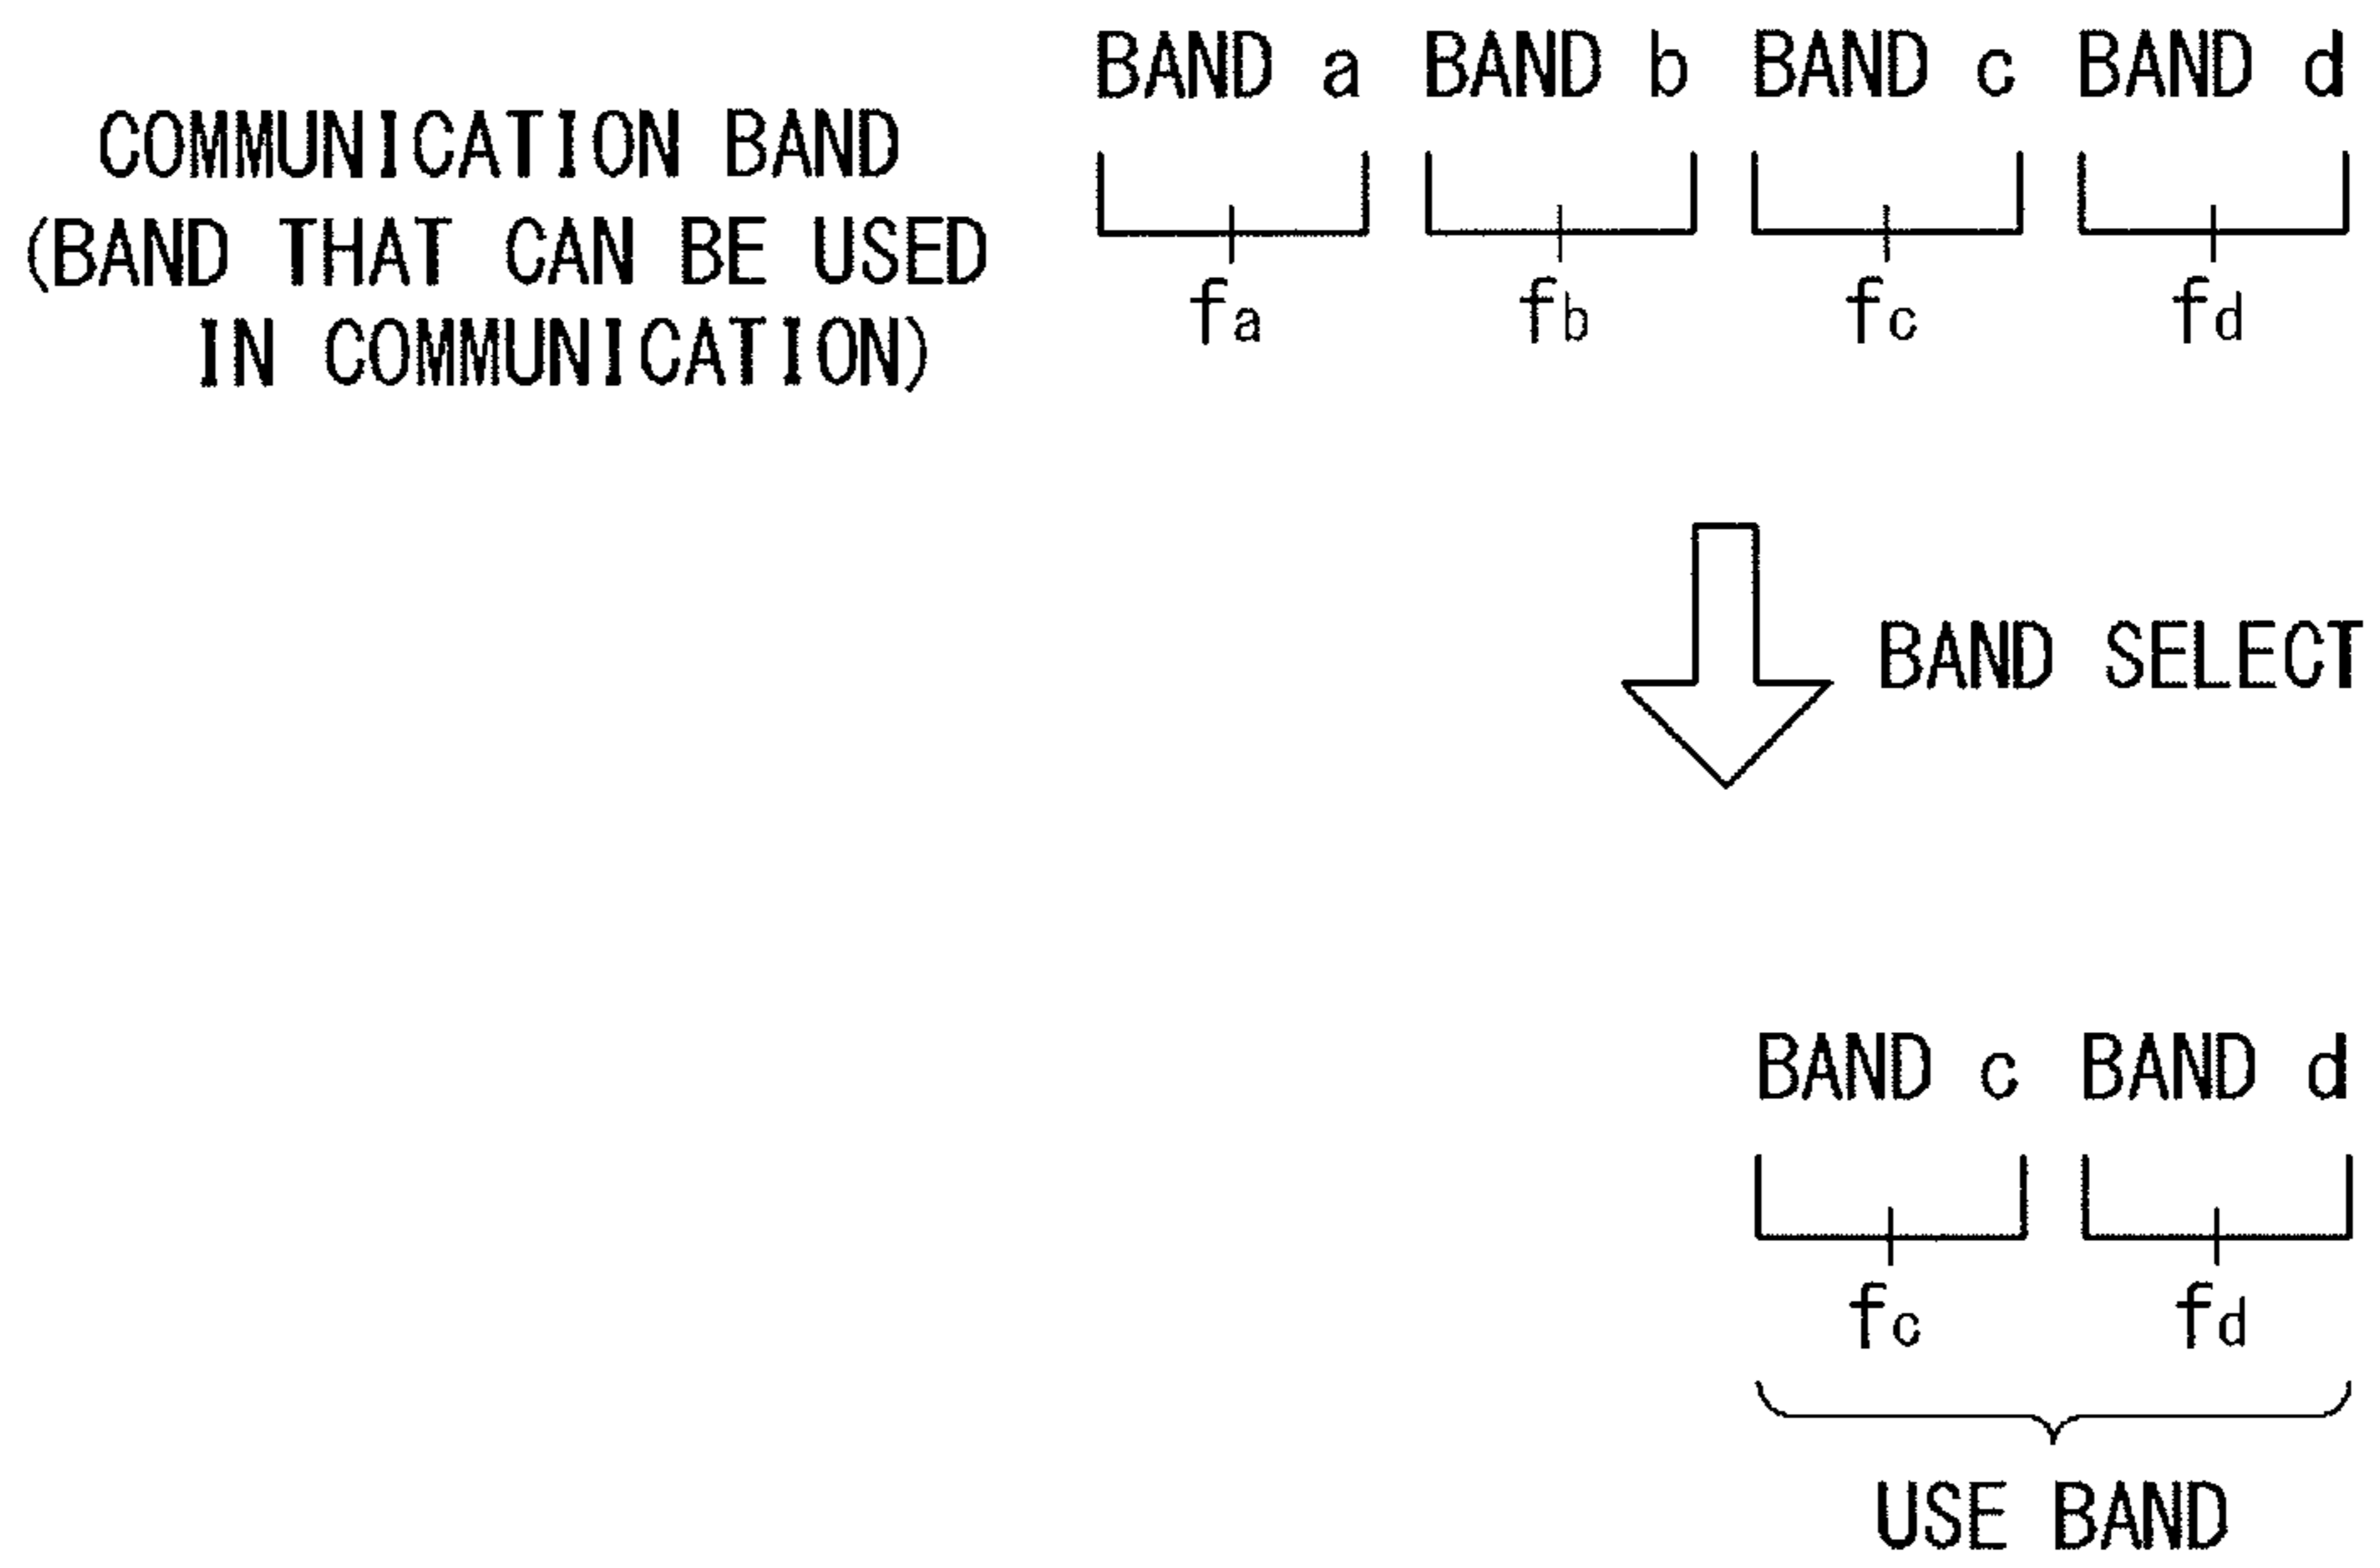 BAND a BAND b BAND c BAND d
COMMUNICATION BAND
(BAND THAT CAN BE USED
IN COMMUNICATION)
fa fb fc fd
BAND SELECT
BAND c BAND d
fc fd
USE BAND